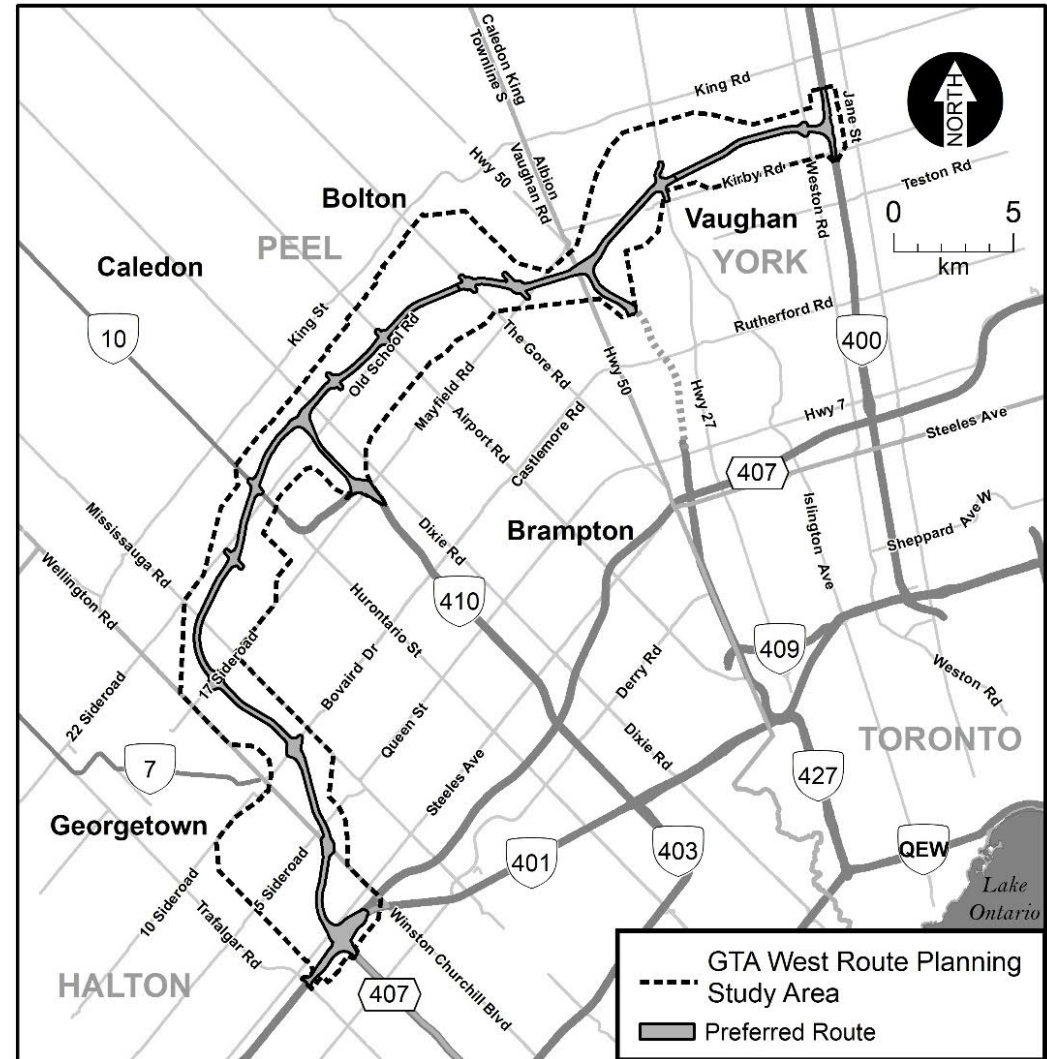 Caledon King
Townline S
King Rd
Jane St
NORTH
Hwy 50
Albion
Vaughan Rd
Kirby Rd
Weston Rd
Teston Rd
Bolton
PEEL
Vaughan
YORK
0 5
km
Caledon
King St
10
Old School Rd
The Gore Rd
Rutherford Rd
400
Mayfield Rd
Airport Rd
Hwy 50
Hwy 27
Castlemore Rd
Hwy 7
Steeles Ave
407
Mississauga Rd
Wellington Rd
Dixie Rd
Brampton
Islington
Ave
Sheppard Ave W
410
Hurontario St
22 Sideroad
17 Sideroad
Bovaird Dr
Queen St
Derry Rd
409
Weston Rd
Steeles Ave
Dixie Rd
TORONTO
7
427
Georgetown
401
403
QEW
10 Sideroad
5 Sideroad
Trafalgar Rd
Winston Churchill Blvd
Lake
Ontario
HALTON
407
GTA West Route Planning
Study Area
Preferred Route